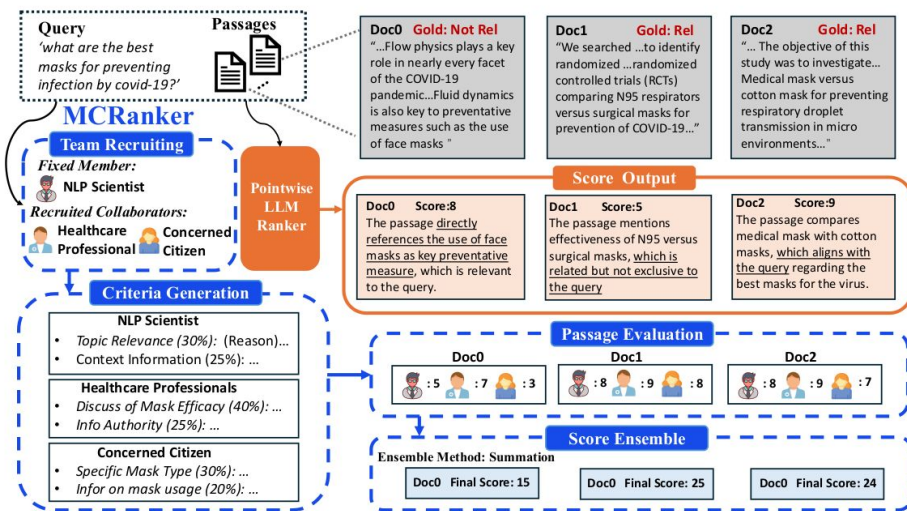 Query
'what are the best
masks for preventing
infection by covid-19?'
Passages
Doc0 Gold: Not Rel
"…Flow physics plays a key
role in nearly every facet
of the COVID-19
pandemic…Fluid dynamics
is also key to preventative
measures such as the use
of face masks "
Doc1 Gold: Rel
"We searched …to identify
randomized …randomized
controlled trials (RCTs)
comparing N95 respirators
versus surgical masks for
prevention of COVID-19…"
Doc2 Gold: Rel
"… The objective of this
study was to investigate…
Medical mask versus
cotton mask for preventing
respiratory droplet
transmission in micro
environments…"
MCRanker
Team Recruiting
Fixed Member:
NLP Scientist
Recruited Collaborators:
Healthcare
Professional
Concerned
Citizen
Pointwise
LLM
Ranker
Score Output
Doc0 Score:8
The passage directly
references the use of face
masks as key preventative
measure, which is relevant
to the query.
Doc1 Score:5
The passage mentions
effectiveness of N95 versus
surgical masks, which is
related but not exclusive to
the query
Doc2 Score:9
The passage compares
medical mask with cotton
masks, which aligns with
the query regarding the
best masks for the virus.
Criteria Generation
NLP Scientist
• Topic Relevance (30%): (Reason)…
• Context Information (25%): …
Healthcare Professionals
• Discuss of Mask Efficacy (40%): …
• Info Authority (25%): …
Concerned Citizen
• Specific Mask Type (30%): …
• Infor on mask usage (20%): …
Passage Evaluation
Doc0
: 5 : 7 : 3
Doc1
: 8 : 9 : 8
Doc2
: 8 : 9 : 7
Score Ensemble
Ensemble Method: Summation
Doc0 Final Score: 15
Doc0 Final Score: 25
Doc0 Final Score: 24